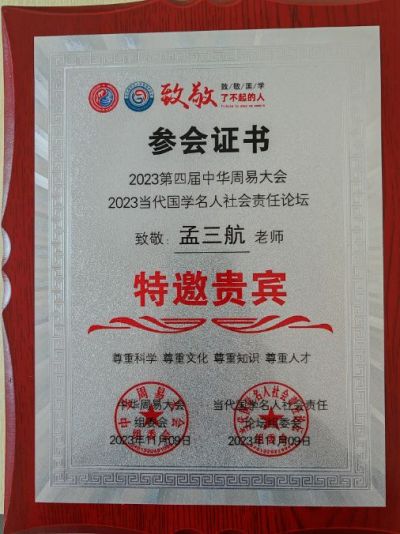 致敬
致/敬/国/学
了不起的人
参会证书
2023第四届中华周易大会
2023当代国学名人社会责任论坛
致敬：孟三航 老师
特邀贵宾
尊重科学 尊重文化 尊重知识 尊重人才
中华周易大会 当代国学名人社会责任
组委会 论坛组委会
2023年11月09日 2023年11月09日